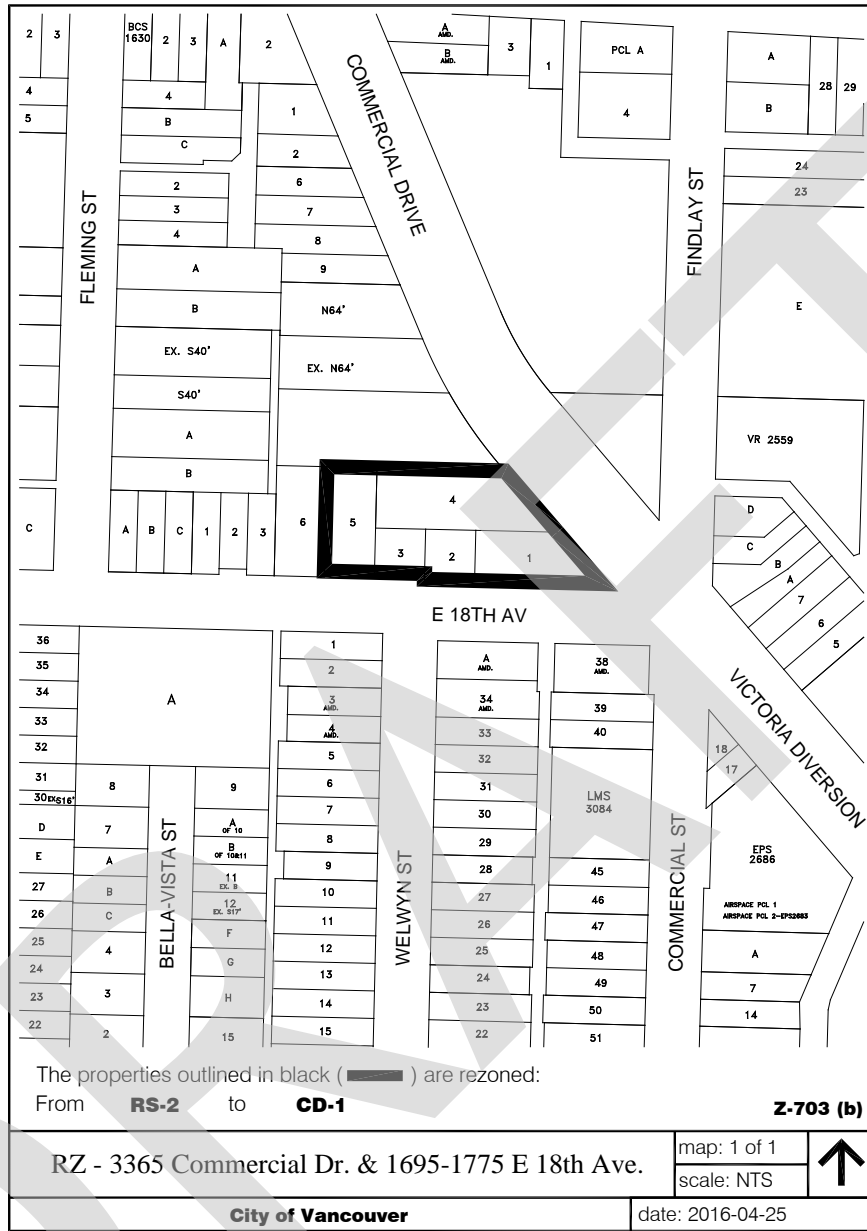 BCS
1630
2 3
2 3 A 2
4
5
4
B
C
1
2
6
7
8
9
N64'
EX. N64'
2
3
4
A
B
EX. S40'
S40'
A
B
FLEMING ST
COMMERCIAL DRIVE
A
AMD.
B
AMD.
3
1
PCL A
4
FINDLAY ST
A
B
28 29
24
23
E
VR 2559
C
A B C 1 2 3 6
5
4
3 2 1
D
C
B
A
7
6
5
E 18TH AV
VICTORIA DIVERSION
36
35
34
33
32
31
30 EX S16'
D
E
27
26
25
24
23
22
A
8
7
A
B
C
4
3
2
BELLA-VISTA ST
9
A
OF 10
B
OF 10&11
11
EX. B
12
EX. S17'
F
G
H
15
1
2
3
AMD.
4
AMD.
5
6
7
8
9
10
11
12
13
14
15
WELWYN ST
A
AMD.
34
AMD.
33
32
31
30
29
28
27
26
25
24
23
22
38
AMD.
39
40
LMS
3084
45
46
47
48
49
50
51
COMMERCIAL ST
18
17
EPS
2686
AIRSPACE PCL 1
AIRSPACE PCL 2-EPS2683
A
7
14
The properties outlined in black ( ) are rezoned:
From RS-2 to CD-1
Z-703 (b)
RZ - 3365 Commercial Dr. & 1695-1775 E 18th Ave.
map: 1 of 1
scale: NTS
City of Vancouver
date: 2016-04-25
DRAFT